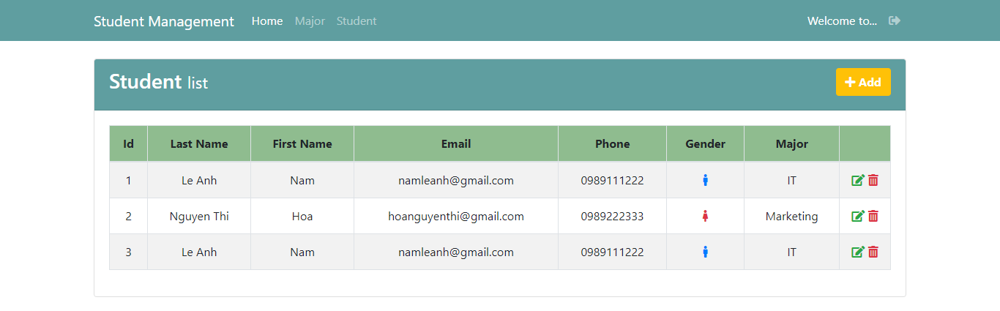 Student Management Home Major Student Welcome to...
Student list Add
Id Last Name First Name Email Phone Gender Major
1 Le Anh Nam namleanh@gmail.com 0989111222 IT
2 Nguyen Thi Hoa hoanguyenthi@gmail.com 0989222333 Marketing
3 Le Anh Nam namleanh@gmail.com 0989111222 IT